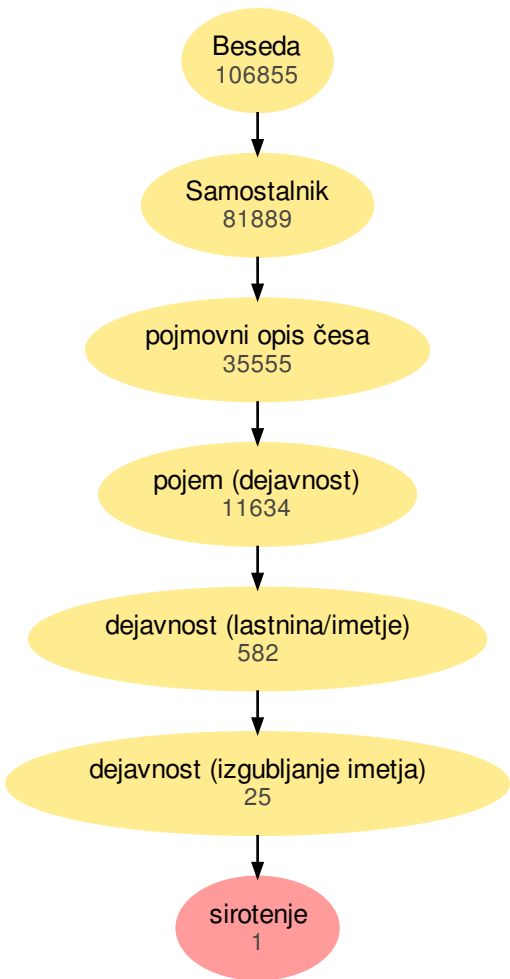 Beseda
106855
Samostalnik
81889
pojmovni opis česa
35555
pojem (dejavnost)
11634
dejavnost (lastnina/imetje)
582
dejavnost (izgubljanje imetja)
25
sirotenje
1